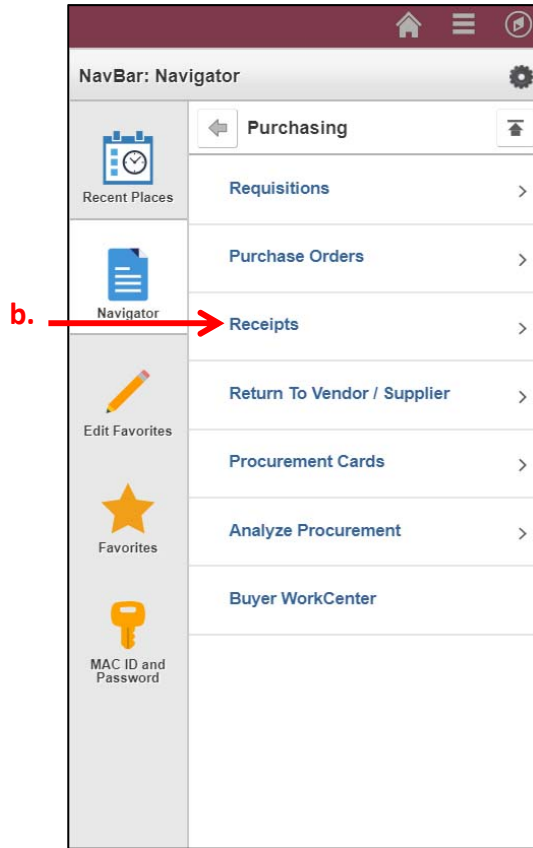 NavBar: Navigator
Purchasing
Recent Places
Requisitions
Purchase Orders
Navigator
b.
Receipts
Return To Vendor / Supplier
Edit Favorites
Procurement Cards
Analyze Procurement
Favorites
Buyer WorkCenter
MAC ID and
Password